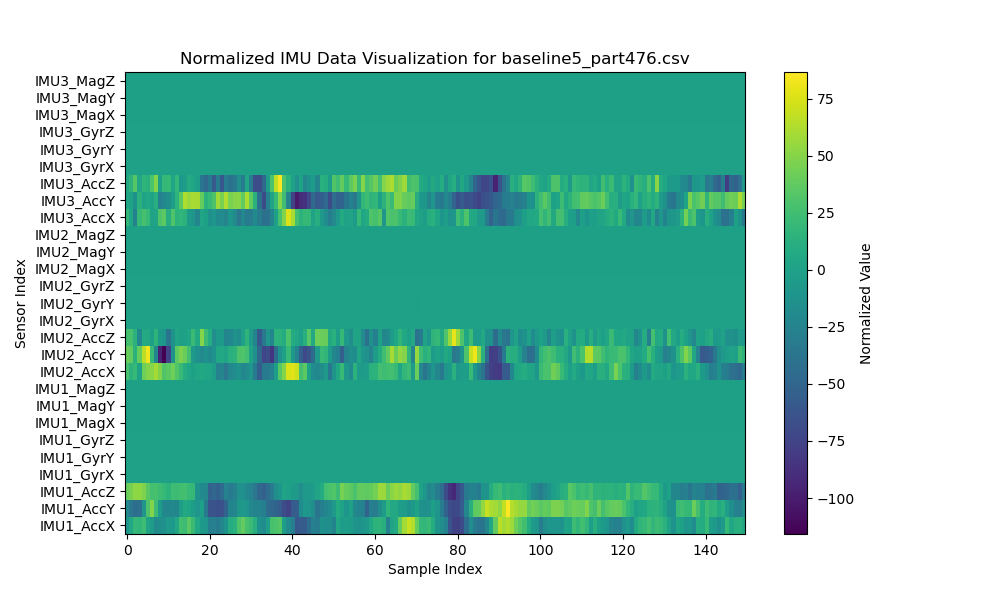 Normalized IMU Data Visualization for baseline5_part476.csv
IMU3_MagZ
IMU3_MagY
IMU3_MagX
IMU3_GyrZ
IMU3_GyrY
IMU3_GyrX
IMU3_AccZ
IMU3_AccY
IMU3_AccX
IMU2_MagZ
IMU2_MagY
IMU2_MagX
IMU2_GyrZ
IMU2_GyrY
IMU2_GyrX
IMU2_AccZ
IMU2_AccY
IMU2_AccX
IMU1_MagZ
IMU1_MagY
IMU1_MagX
IMU1_GyrZ
IMU1_GyrY
IMU1_GyrX
IMU1_AccZ
IMU1_AccY
IMU1_AccX
Sensor Index
0 20 40 60 80 100 120 140
Sample Index
75
50
25
0
−25
−50
−75
−100
Normalized Value